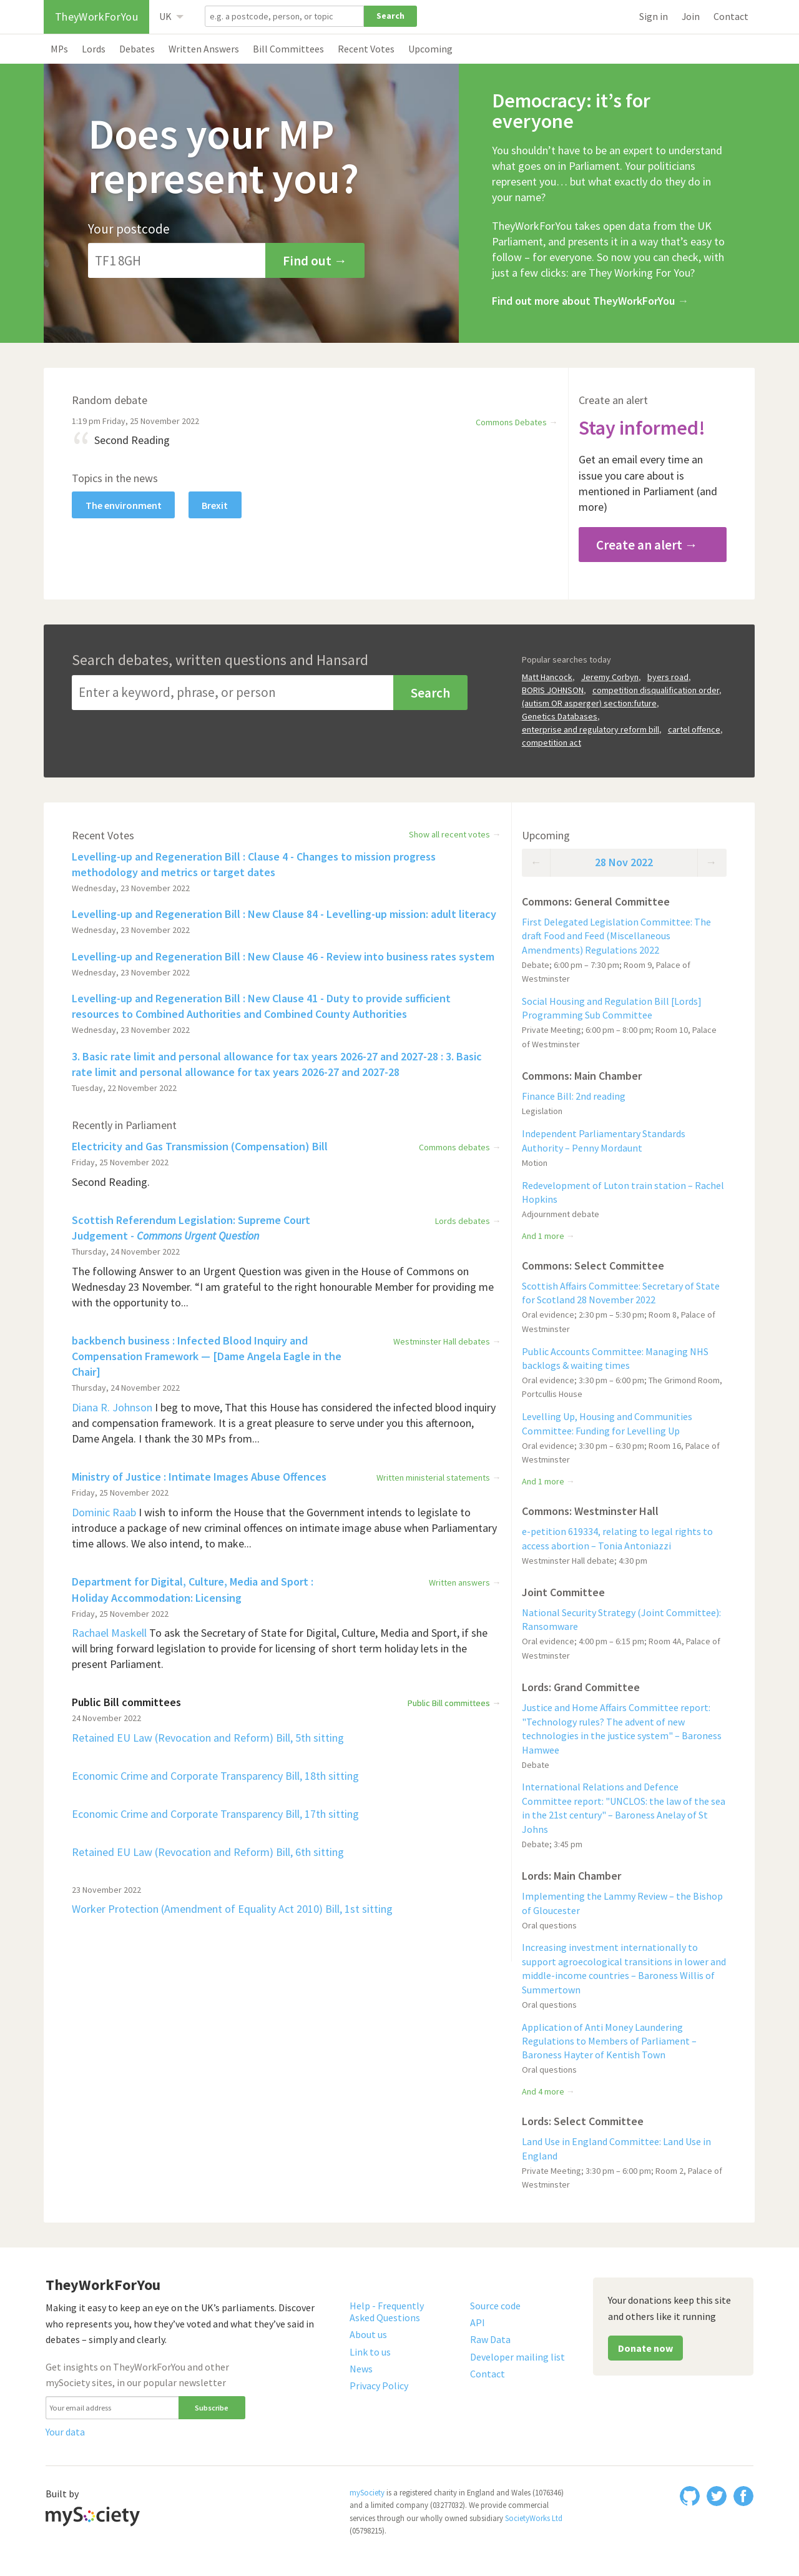 TheyWorkForYou
UK
e.g. a postcode, person, or topic
Search
Sign in
Join
Contact
MPs
Lords
Debates
Written Answers
Bill Committees
Recent Votes
Upcoming
Does your MP
represent you?
Your postcode
TF1 8GH
Find out →
Democracy: it’s for
everyone
You shouldn’t have to be an expert to understand
what goes on in Parliament. Your politicians
represent you… but what exactly do they do in
your name?
TheyWorkForYou takes open data from the UK
Parliament, and presents it in a way that’s easy to
follow – for everyone. So now you can check, with
just a few clicks: are They Working For You?
Find out more about TheyWorkForYou →
Random debate
1:19 pm Friday, 25 November 2022
Commons Debates →
“ Second Reading
Topics in the news
The environment
Brexit
Create an alert
Stay informed!
Get an email every time an
issue you care about is
mentioned in Parliament (and
more)
Create an alert →
Search debates, written questions and Hansard
Enter a keyword, phrase, or person
Search
Popular searches today
Matt Hancock, Jeremy Corbyn, byers road,
BORIS JOHNSON, competition disqualification order,
(autism OR asperger) section:future,
Genetics Databases,
enterprise and regulatory reform bill, cartel offence,
competition act
Recent Votes
Show all recent votes →
Levelling-up and Regeneration Bill : Clause 4 - Changes to mission progress
methodology and metrics or target dates
Wednesday, 23 November 2022
Levelling-up and Regeneration Bill : New Clause 84 - Levelling-up mission: adult literacy
Wednesday, 23 November 2022
Levelling-up and Regeneration Bill : New Clause 46 - Review into business rates system
Wednesday, 23 November 2022
Levelling-up and Regeneration Bill : New Clause 41 - Duty to provide sufficient
resources to Combined Authorities and Combined County Authorities
Wednesday, 23 November 2022
3. Basic rate limit and personal allowance for tax years 2026-27 and 2027-28 : 3. Basic
rate limit and personal allowance for tax years 2026-27 and 2027-28
Tuesday, 22 November 2022
Recently in Parliament
Electricity and Gas Transmission (Compensation) Bill
Commons debates →
Friday, 25 November 2022
Second Reading.
Scottish Referendum Legislation: Supreme Court
Judgement - Commons Urgent Question
Lords debates →
Thursday, 24 November 2022
The following Answer to an Urgent Question was given in the House of Commons on
Wednesday 23 November. “I am grateful to the right honourable Member for providing me
with the opportunity to...
backbench business : Infected Blood Inquiry and
Compensation Framework — [Dame Angela Eagle in the
Chair]
Westminster Hall debates →
Thursday, 24 November 2022
Diana R. Johnson I beg to move, That this House has considered the infected blood inquiry
and compensation framework. It is a great pleasure to serve under you this afternoon,
Dame Angela. I thank the 30 MPs from...
Ministry of Justice : Intimate Images Abuse Offences
Written ministerial statements →
Friday, 25 November 2022
Dominic Raab I wish to inform the House that the Government intends to legislate to
introduce a package of new criminal offences on intimate image abuse when Parliamentary
time allows. We also intend, to make...
Department for Digital, Culture, Media and Sport :
Holiday Accommodation: Licensing
Written answers →
Friday, 25 November 2022
Rachael Maskell To ask the Secretary of State for Digital, Culture, Media and Sport, if she
will bring forward legislation to provide for licensing of short term holiday lets in the
present Parliament.
Public Bill committees
Public Bill committees →
24 November 2022
Retained EU Law (Revocation and Reform) Bill, 5th sitting
Economic Crime and Corporate Transparency Bill, 18th sitting
Economic Crime and Corporate Transparency Bill, 17th sitting
Retained EU Law (Revocation and Reform) Bill, 6th sitting
23 November 2022
Worker Protection (Amendment of Equality Act 2010) Bill, 1st sitting
Upcoming
← 28 Nov 2022 →
Commons: General Committee
First Delegated Legislation Committee: The
draft Food and Feed (Miscellaneous
Amendments) Regulations 2022
Debate; 6:00 pm – 7:30 pm; Room 9, Palace of
Westminster
Social Housing and Regulation Bill [Lords]
Programming Sub Committee
Private Meeting; 6:00 pm – 8:00 pm; Room 10, Palace
of Westminster
Commons: Main Chamber
Finance Bill: 2nd reading
Legislation
Independent Parliamentary Standards
Authority – Penny Mordaunt
Motion
Redevelopment of Luton train station – Rachel
Hopkins
Adjournment debate
And 1 more →
Commons: Select Committee
Scottish Affairs Committee: Secretary of State
for Scotland 28 November 2022
Oral evidence; 2:30 pm – 5:30 pm; Room 8, Palace of
Westminster
Public Accounts Committee: Managing NHS
backlogs & waiting times
Oral evidence; 3:30 pm – 6:00 pm; The Grimond Room,
Portcullis House
Levelling Up, Housing and Communities
Committee: Funding for Levelling Up
Oral evidence; 3:30 pm – 6:30 pm; Room 16, Palace of
Westminster
And 1 more →
Commons: Westminster Hall
e-petition 619334, relating to legal rights to
access abortion – Tonia Antoniazzi
Westminster Hall debate; 4:30 pm
Joint Committee
National Security Strategy (Joint Committee):
Ransomware
Oral evidence; 4:00 pm – 6:15 pm; Room 4A, Palace of
Westminster
Lords: Grand Committee
Justice and Home Affairs Committee report:
"Technology rules? The advent of new
technologies in the justice system" – Baroness
Hamwee
Debate
International Relations and Defence
Committee report: "UNCLOS: the law of the sea
in the 21st century" – Baroness Anelay of St
Johns
Debate; 3:45 pm
Lords: Main Chamber
Implementing the Lammy Review – the Bishop
of Gloucester
Oral questions
Increasing investment internationally to
support agroecological transitions in lower and
middle-income countries – Baroness Willis of
Summertown
Oral questions
Application of Anti Money Laundering
Regulations to Members of Parliament –
Baroness Hayter of Kentish Town
Oral questions
And 4 more →
Lords: Select Committee
Land Use in England Committee: Land Use in
England
Private Meeting; 3:30 pm – 6:00 pm; Room 2, Palace of
Westminster
TheyWorkForYou
Making it easy to keep an eye on the UK’s parliaments. Discover
who represents you, how they’ve voted and what they’ve said in
debates – simply and clearly.
Get insights on TheyWorkForYou and other
mySociety sites, in our popular newsletter
Your email address
Subscribe
Your data
Help - Frequently
Asked Questions
About us
Link to us
News
Privacy Policy
Source code
API
Raw Data
Developer mailing list
Contact
Your donations keep this site
and others like it running
Donate now
Built by
mySociety
mySociety is a registered charity in England and Wales (1076346)
and a limited company (03277032). We provide commercial
services through our wholly owned subsidiary SocietyWorks Ltd
(05798215).